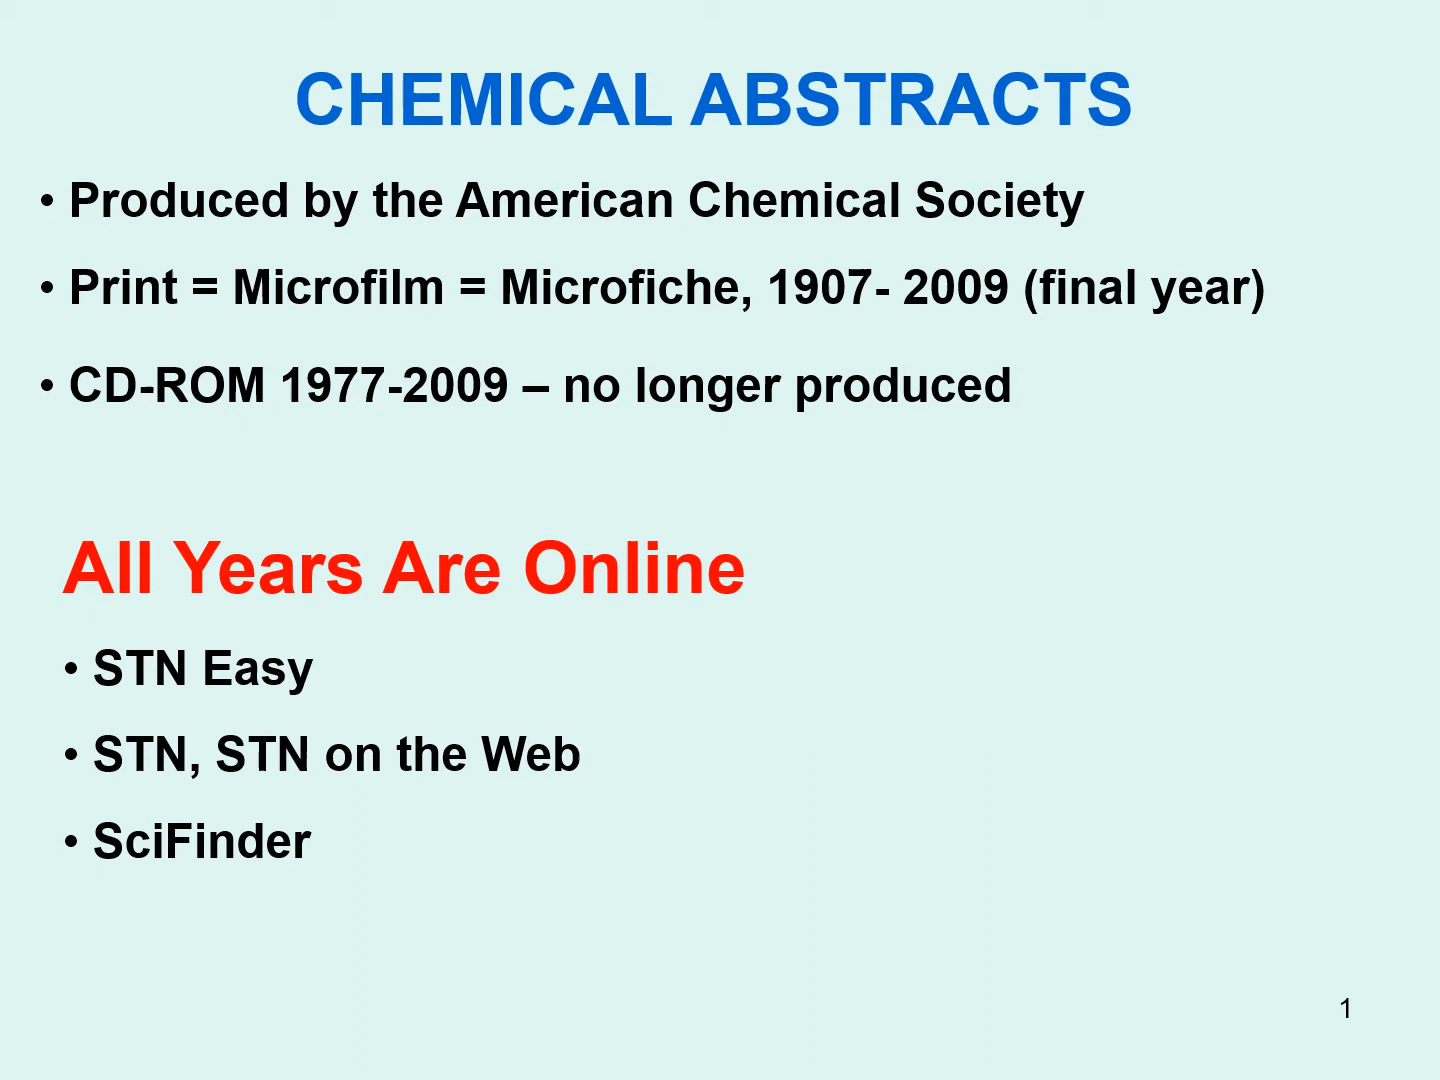 CHEMICAL ABSTRACTS
• Produced by the American Chemical Society
• Print = Microfilm = Microfiche, 1907- 2009 (final year)
• CD-ROM 1977-2009 – no longer produced
All Years Are Online
• STN Easy
• STN, STN on the Web
• SciFinder
1